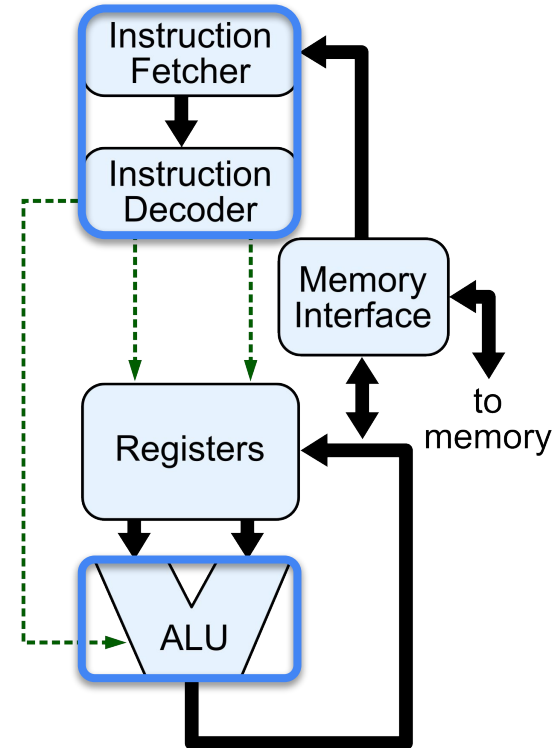 Instruction
Fetcher
Instruction
Decoder
Memory
Interface
to
memory
Registers
ALU